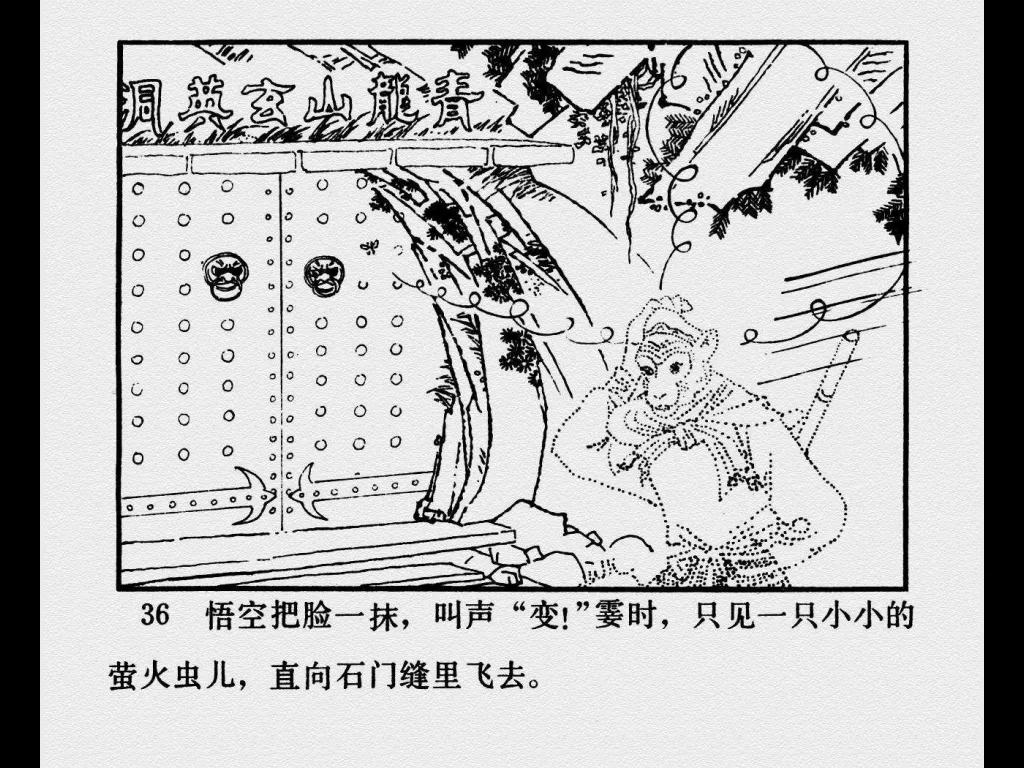 青龍山玄英洞
36 悟空把脸一抹，叫声“变！”霎时，只见一只小小的
萤火虫儿，直向石门缝里飞去。